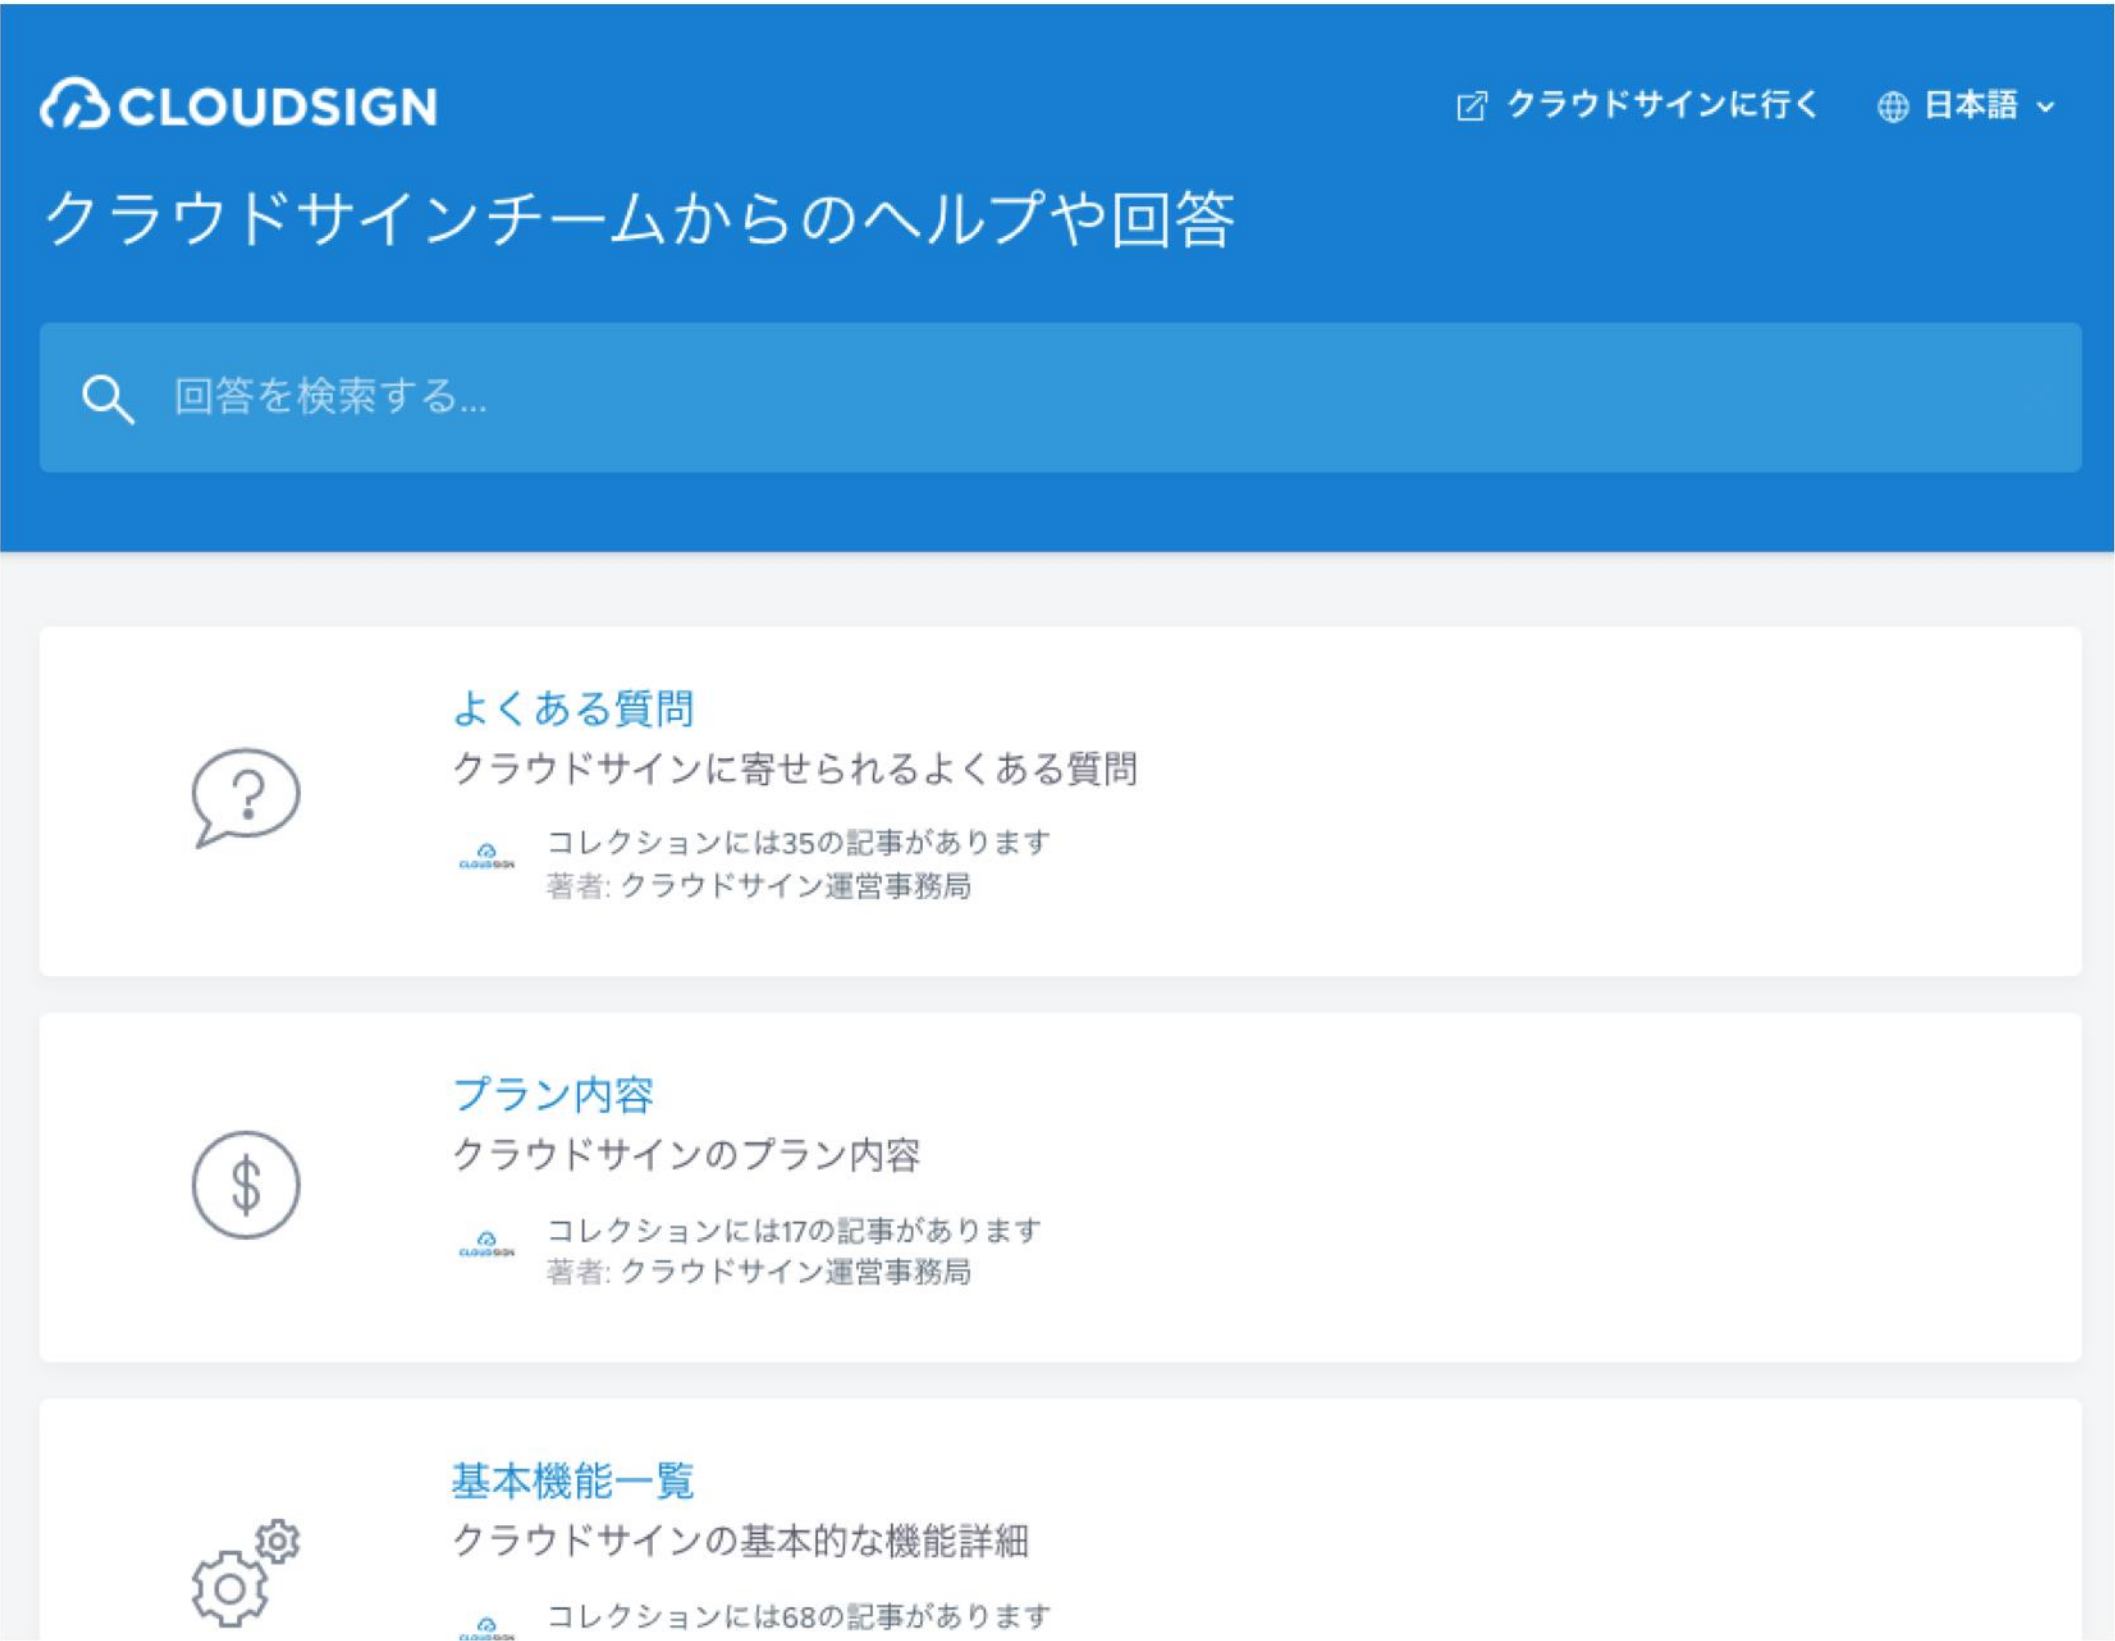 CLOUDSIGN
クラウドサインに行く
日本語
クラウドサインチームからのヘルプや回答
回答を検索する...
よくある質問
クラウドサインに寄せられるよくある質問
CLOUDSIGN
コレクションには35の記事があります
著者: クラウドサイン運営事務局
プラン内容
クラウドサインのプラン内容
CLOUDSIGN
コレクションには17の記事があります
著者: クラウドサイン運営事務局
基本機能一覧
クラウドサインの基本的な機能詳細
CLOUDSIGN
コレクションには68の記事があります